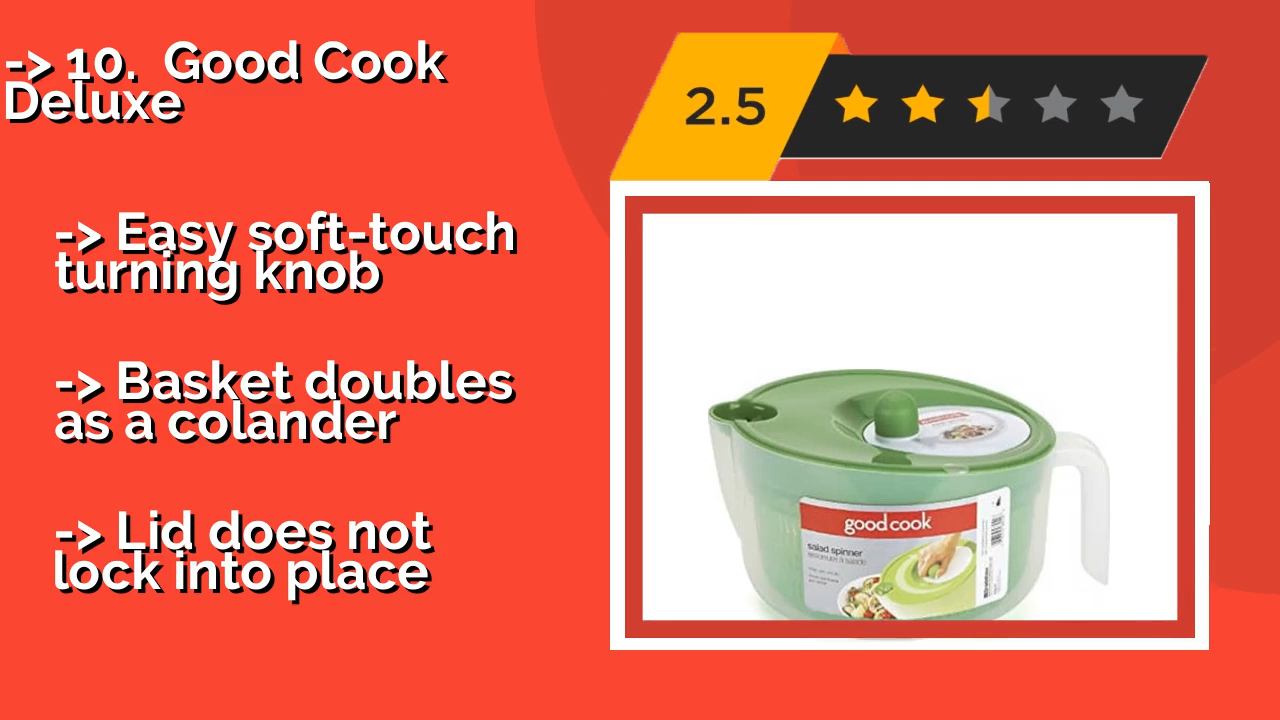 -> 10.  Good Cook
Deluxe
2.5
-> Easy soft-touch
turning knob
-> Basket doubles
as a colander
-> Lid does not
lock into place
good cook
salad spinner